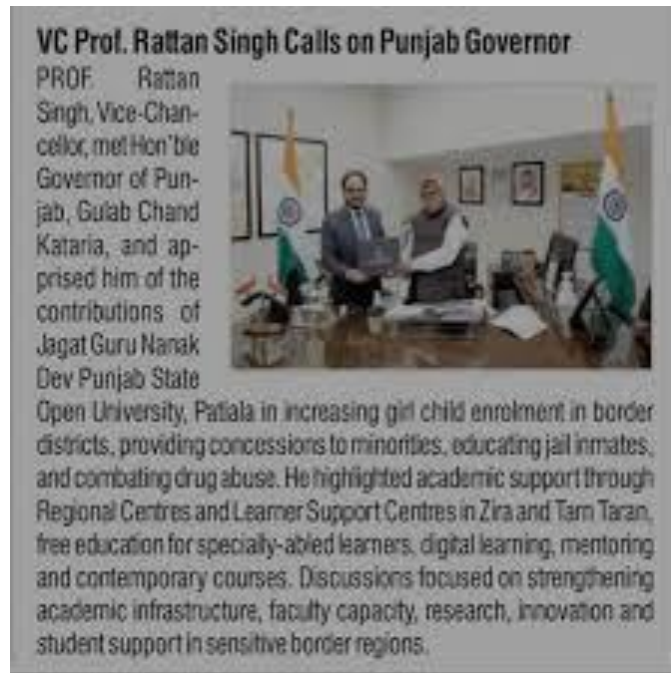 VC Prof. Rattan Singh Calls on Punjab Governor
PROF. Rattan
Singh, Vice-Chan-
cellor, met Hon'ble
Governor of Pun-
jab, Gulab Chand
Kataria, and ap-
prised him of the
contributions of
Jagat Guru Nanak
Dev Punjab State
Open University, Patiala in increasing girl child enrolment in border
districts, providing concessions to minorities, educating jail inmates,
and combating drug abuse. He highlighted academic support through
Regional Centres and Learner Support Centres in Zira and Tarn Taran,
free education for specially-abled learners, digital learning, mentoring
and contemporary courses. Discussions focused on strengthening
academic infrastructure, faculty capacity, research, innovation and
student support in sensitive border regions.